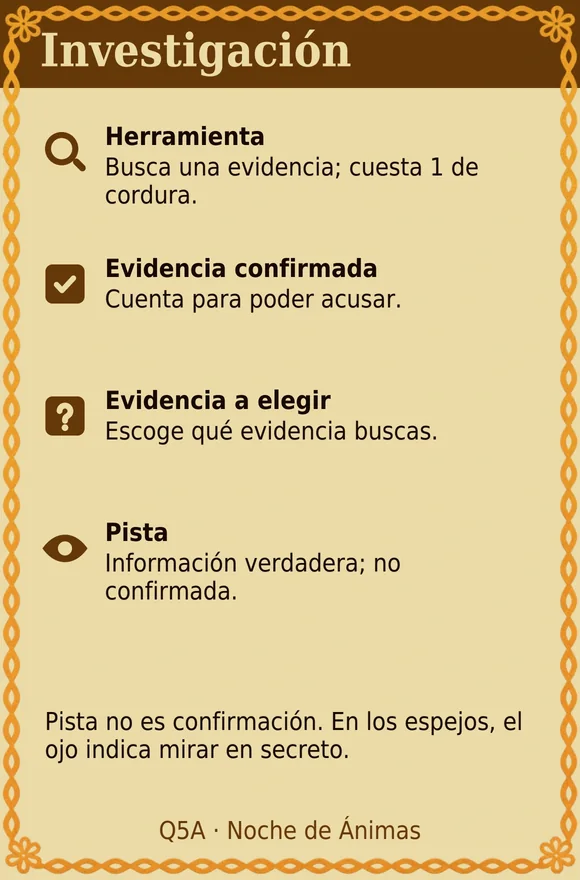 Investigación
Herramienta
Busca una evidencia; cuesta 1 de
cordura.
Evidencia confirmada
Cuenta para poder acusar.
?
Evidencia a elegir
Escoge qué evidencia buscas.
Pista
Información verdadera; no
confirmada.
Pista no es confirmación. En los espejos, el
ojo indica mirar en secreto.
Q5A · Noche de Ánimas